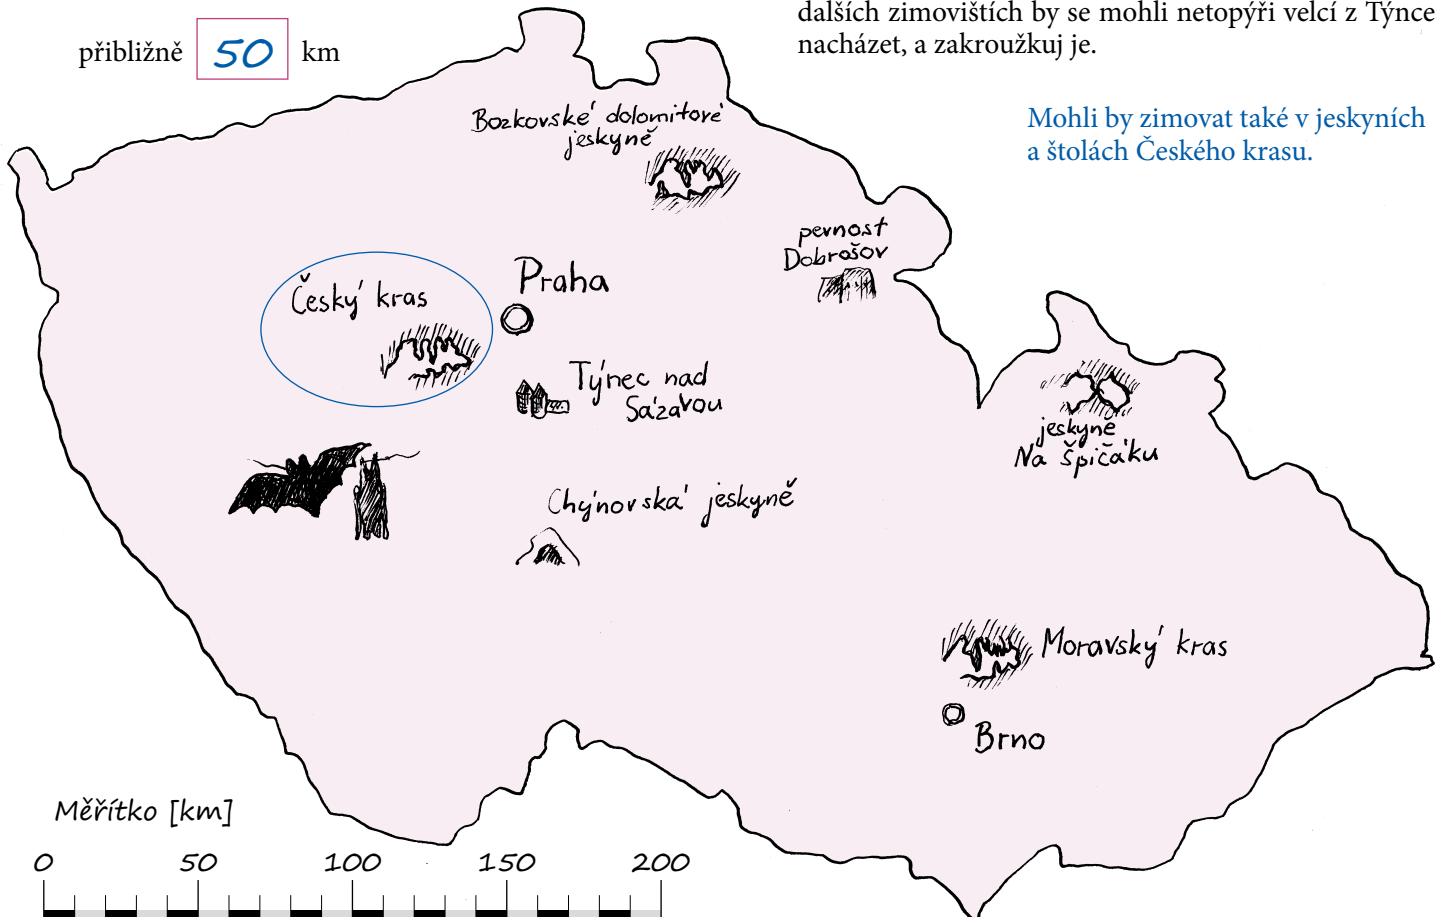 přibližně 50 km
dalších zimovištích by se mohli netopýři velcí z Týnce
nacházet, a zakroužkuj je.
Mohli by zimovat také v jeskyních
a štolách Českého krasu.
Bozkovské dolomitové
jeskyně
pevnost
Dobrošov
Praha
Český kras
Týnec nad
Sázavou
jeskyně
Na Špičáku
Chýnovská jeskyně
Moravský kras
Brno
Měřítko [km]
0 50 100 150 200